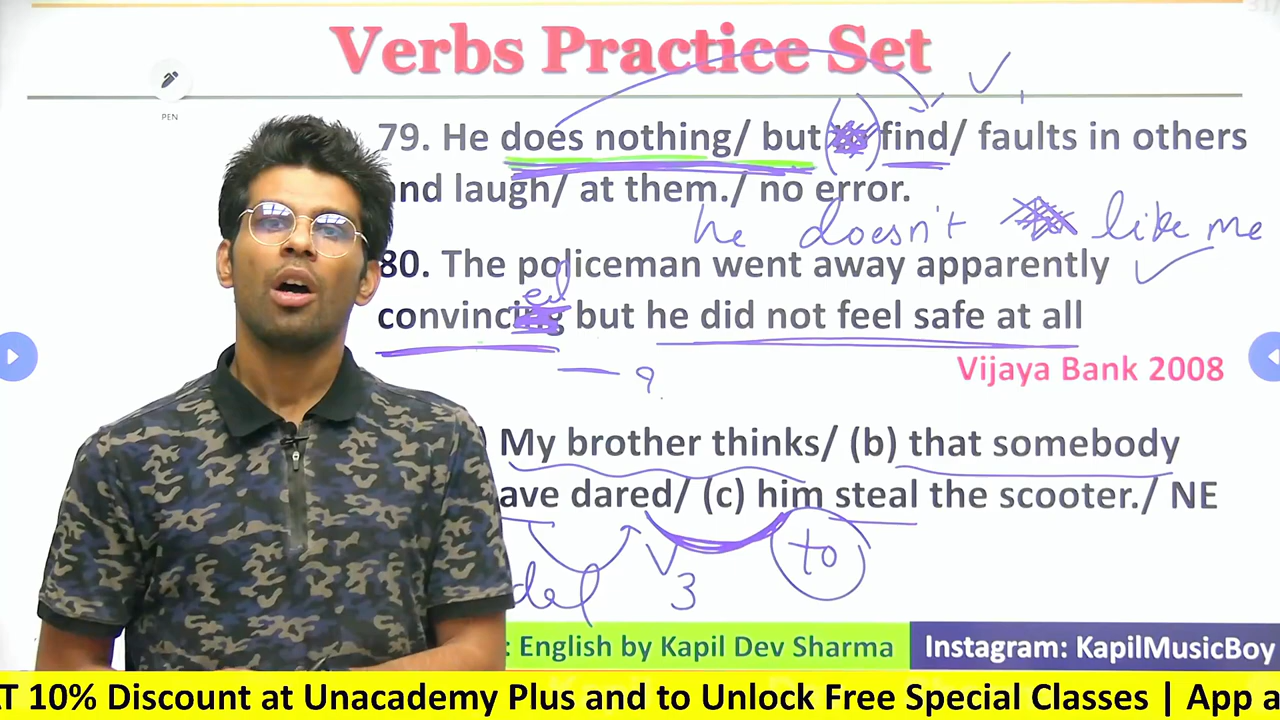 Verbs Practice Set
PEN
79. He does nothing/ but find/ faults in others
and laugh/ at them./ no error.
he doesn't like me
80. The policeman went away apparently
ed
convincing but he did not feel safe at all
Vijaya Bank 2008
My brother thinks/ (b) that somebody
ave dared/ (c) him steal the scooter./ NE
to
V3
: English by Kapil Dev Sharma
Instagram: KapilMusicBoy
AT 10% Discount at Unacademy Plus and to Unlock Free Special Classes | App a